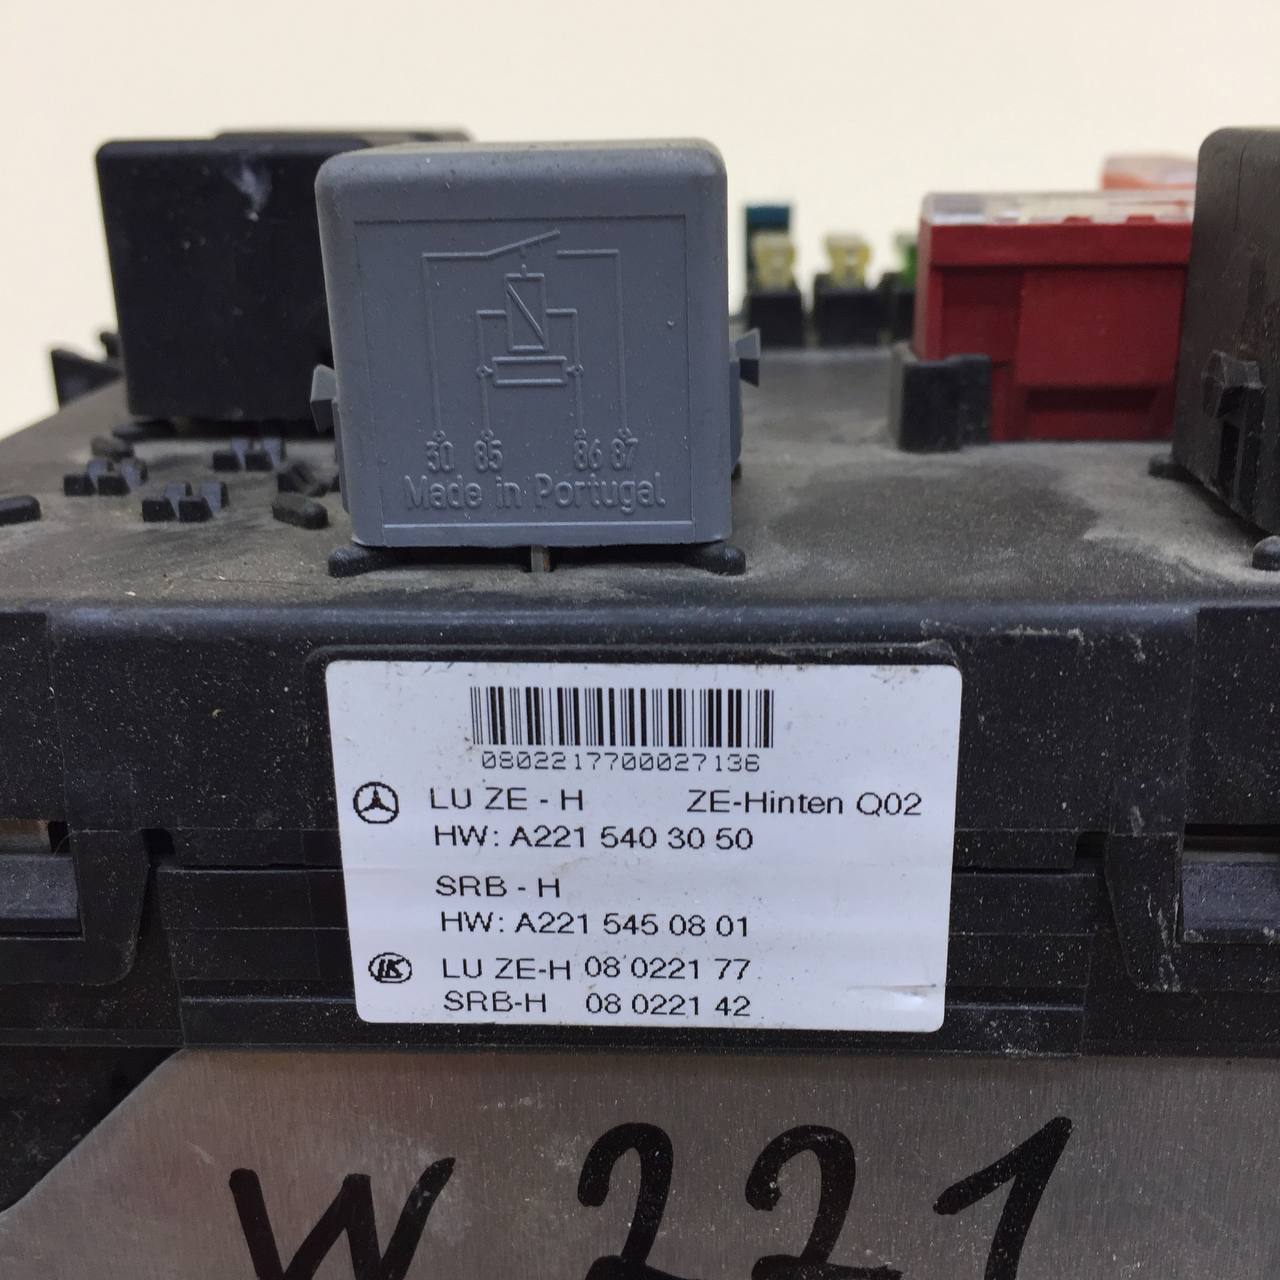 30 85 86 87
Made in Portugal
0802217700027136
LU ZE - H ZE-Hinten Q02
HW: A221 540 30 50
SRB - H
HW: A221 545 08 01
LK LU ZE-H 08 0221 77
SRB-H 08 0221 42
W 221